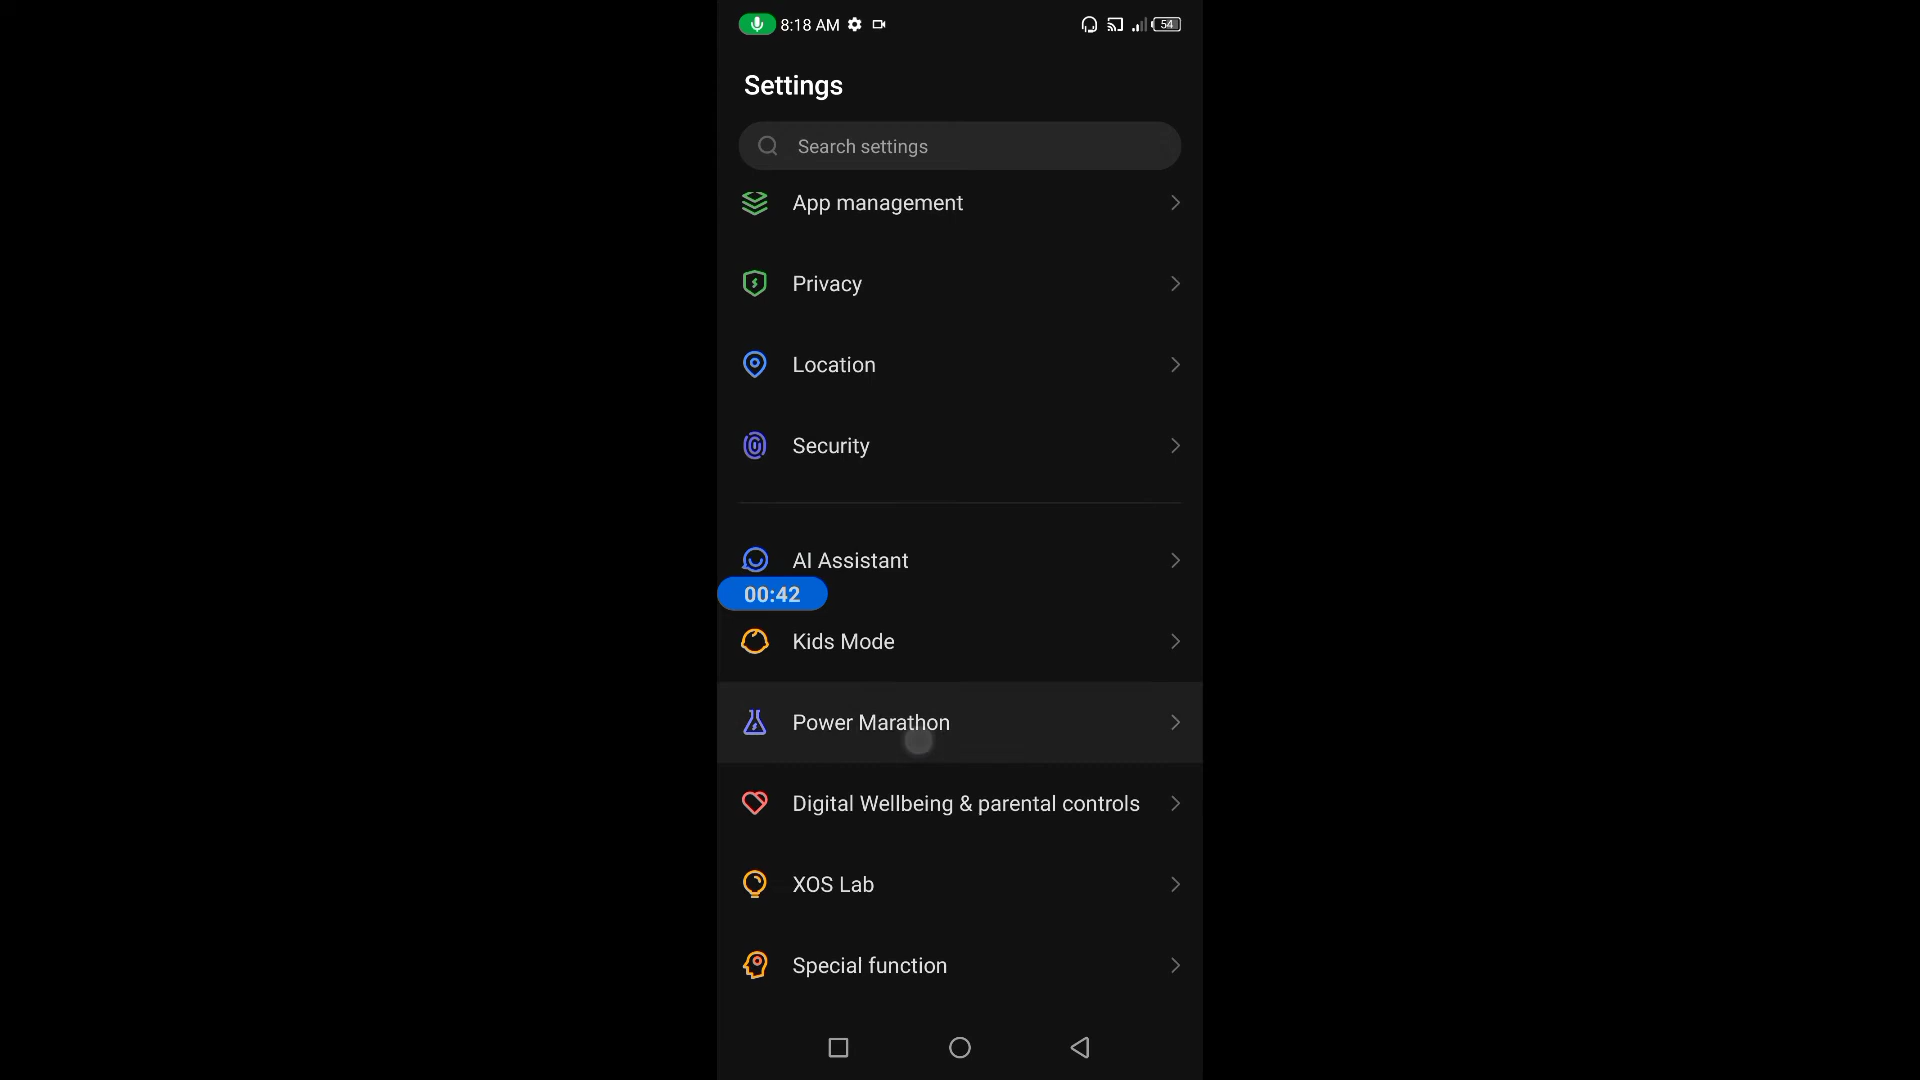 8:18 AM
54
Settings
Search settings
App management
Privacy
Location
Security
AI Assistant
00:42
Kids Mode
Power Marathon
Digital Wellbeing & parental controls
XOS Lab
Special function